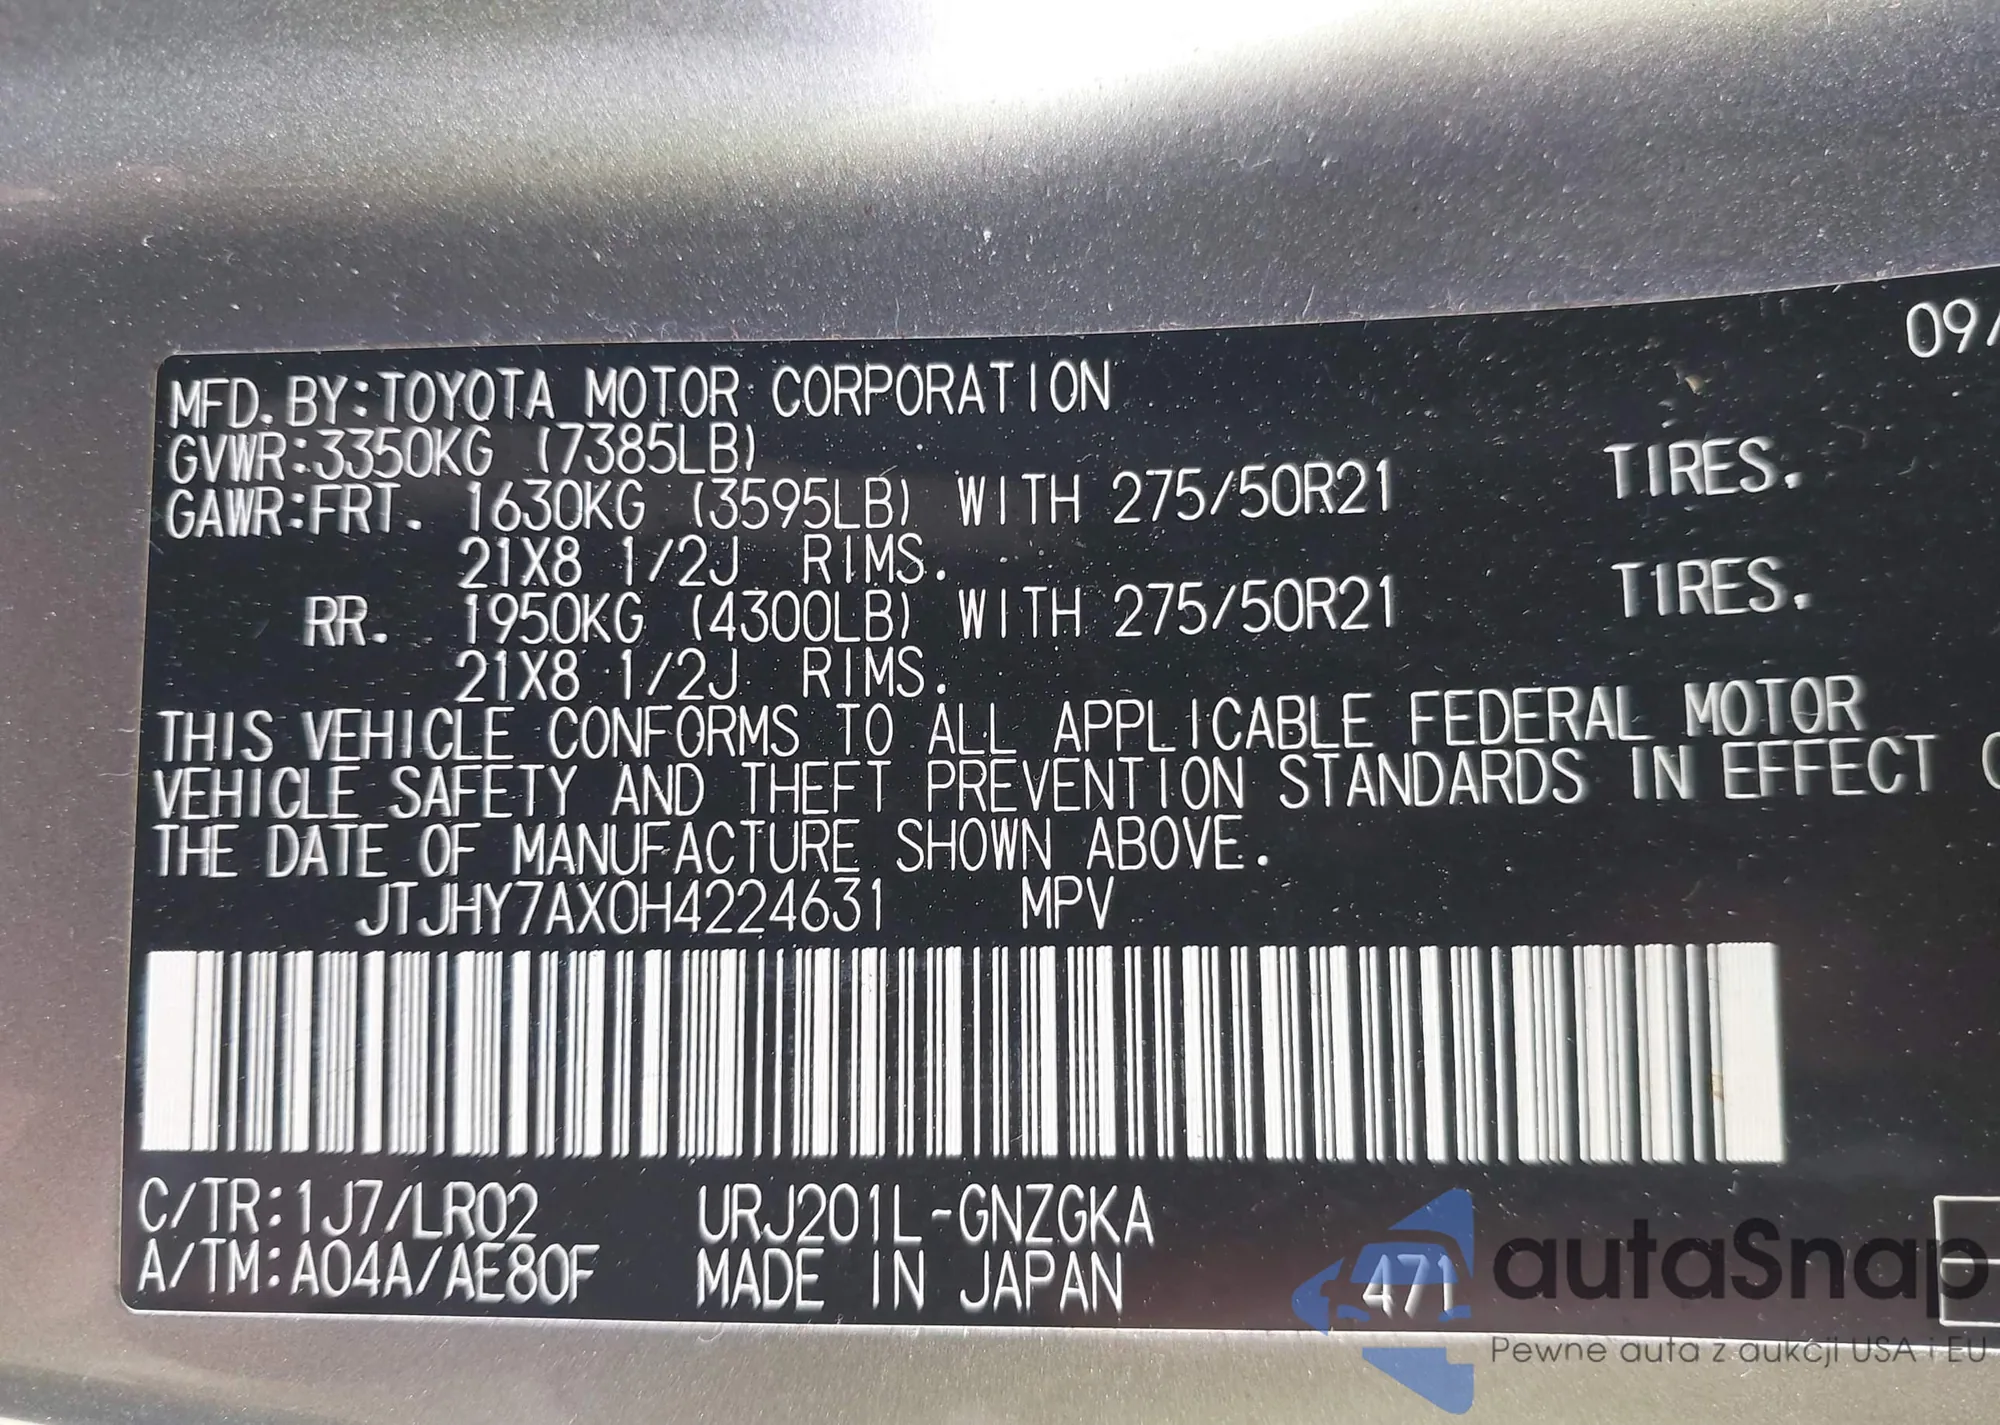 09/
MFD. BY:TOYOTA MOTOR CORPORATION
GVWR:3350KG (7385LB)
GAWR:FRT. 1630KG (3595LB) WITH 275/50R21 TIRES.
21X8 1/2J RIMS.
RR. 1950KG (4300LB) WITH 275/50R21 TIRES.
21X8 1/2J RIMS.
THIS VEHICLE CONFORMS TO ALL APPLICABLE FEDERAL MOTOR
VEHICLE SAFETY AND THEFT PREVENTION STANDARDS IN EFFECT
THE DATE OF MANUFACTURE SHOWN ABOVE.
JTJHY7AX0H4224631 MPV
C/TR:1J7/LR02 URJ201L-GNZGKA
A/TM:A04A/AE80F MADE IN JAPAN 471
autaSnap
Pewne auta z aukcji USA i EU